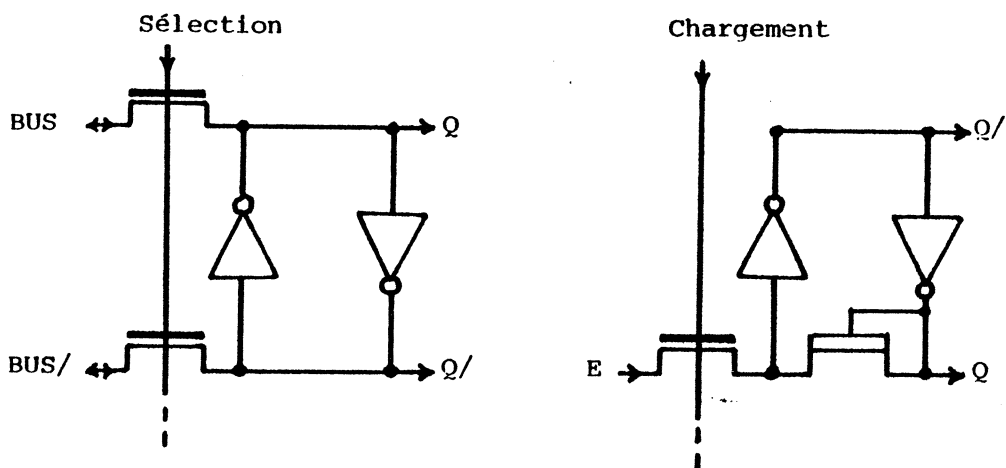 Sélection
BUS
Q
BUS/
Q/
Chargement
Q/
E
Q